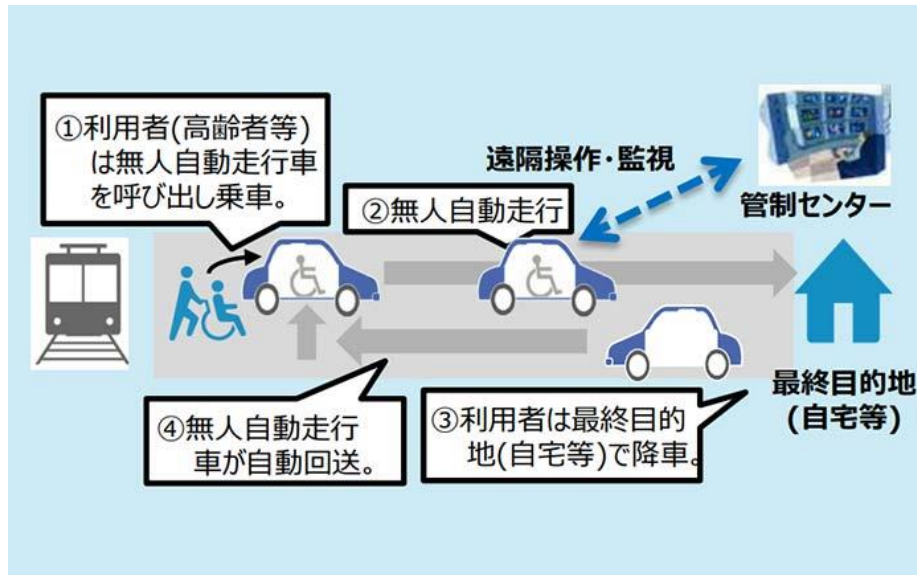 ①利用者(高齢者等)
は無人自動走行車
を呼び出し乗車。
遠隔操作・監視
②無人自動走行
管制センター
最終目的地
(自宅等)
④無人自動走行
車が自動回送。
③利用者は最終目的
地(自宅等)で降車。